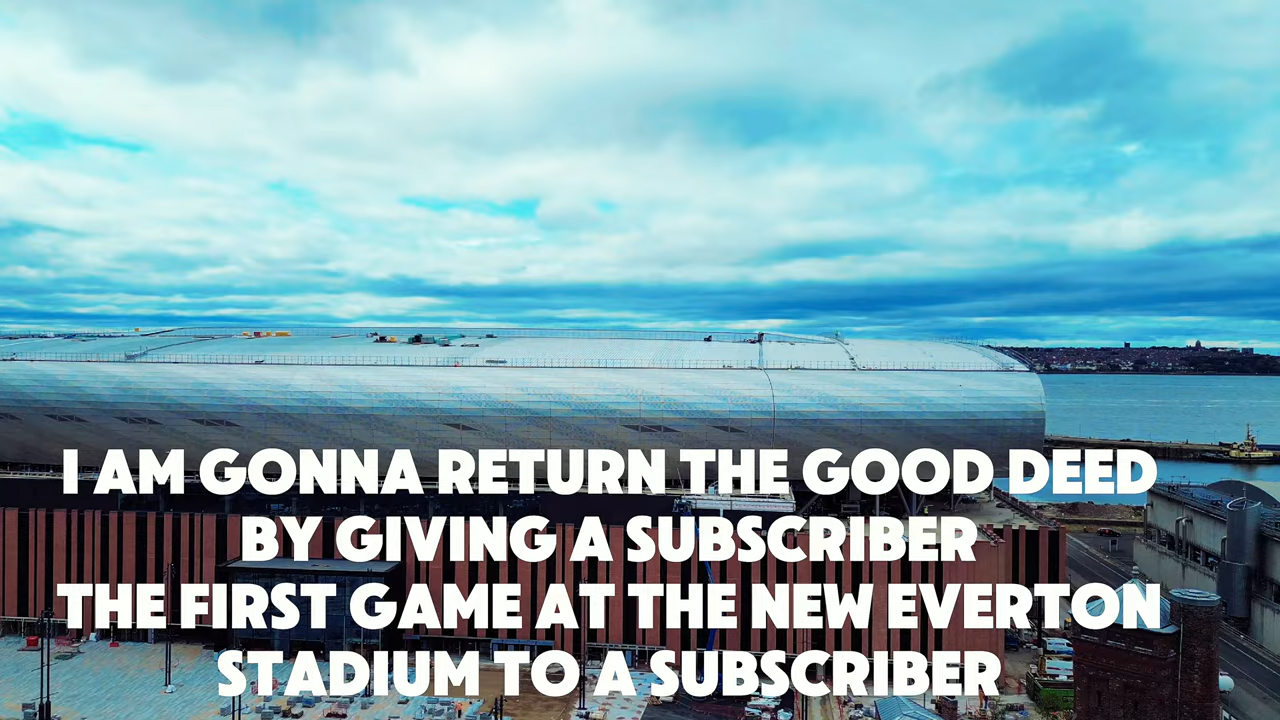 I AM GONNA RETURN THE GOOD DEED
BY GIVING A SUBSCRIBER
THE FIRST GAME AT THE NEW EVERTON
STADIUM TO A SUBSCRIBER